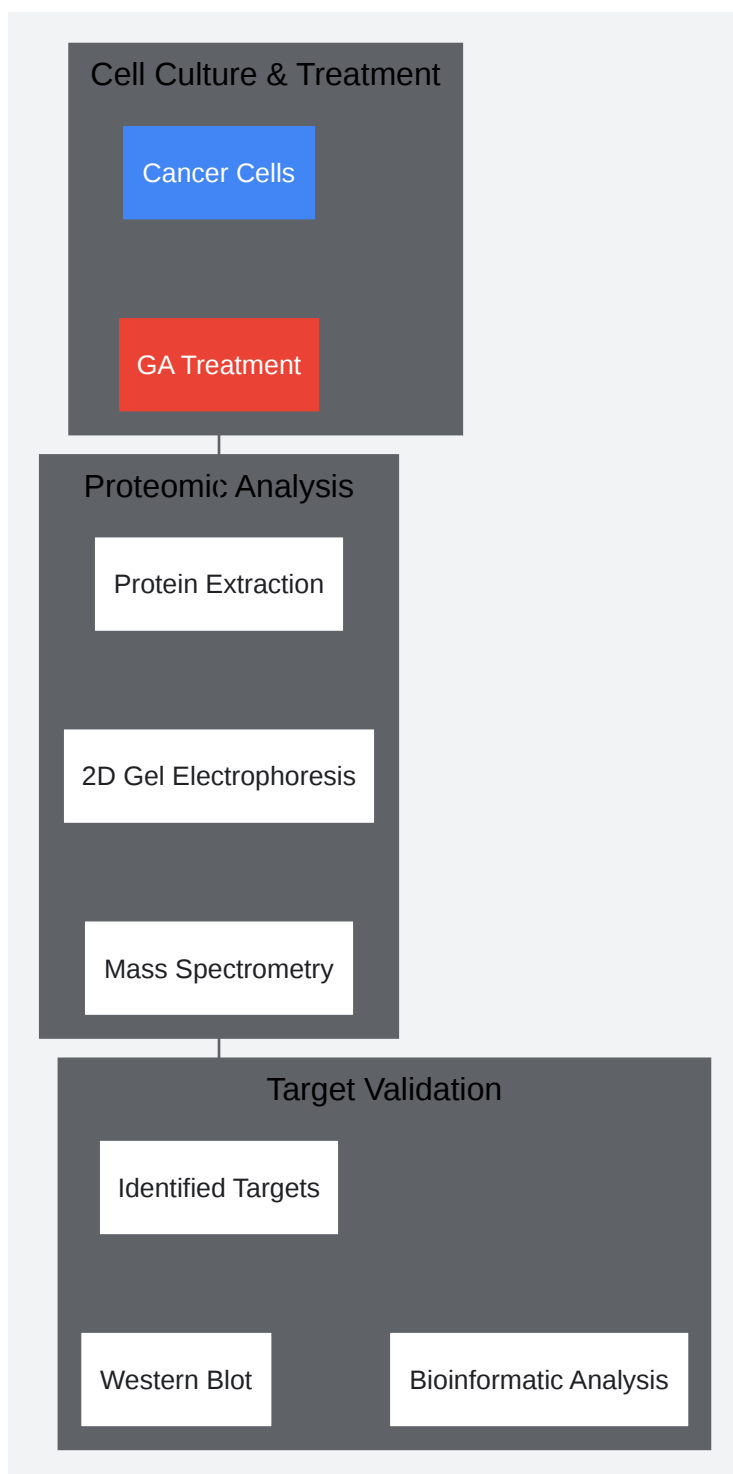 Cell Culture & Treatment
Cancer Cells
GA Treatment
Proteomic Analysis
Protein Extraction
2D Gel Electrophoresis
Mass Spectrometry
Target Validation
Identified Targets
Western Blot
Bioinformatic Analysis